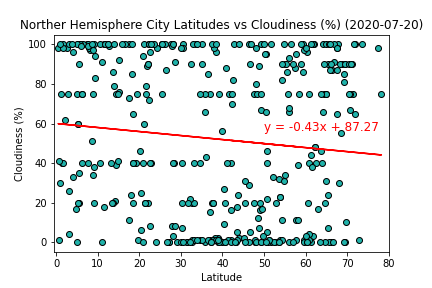 Norther Hemisphere City Latitudes vs Cloudiness (%) (2020-07-20)
100
80
60
40
20
0
Cloudiness (%)
y = -0.43x + 87.27
0 10 20 30 40 50 60 70 80
Latitude